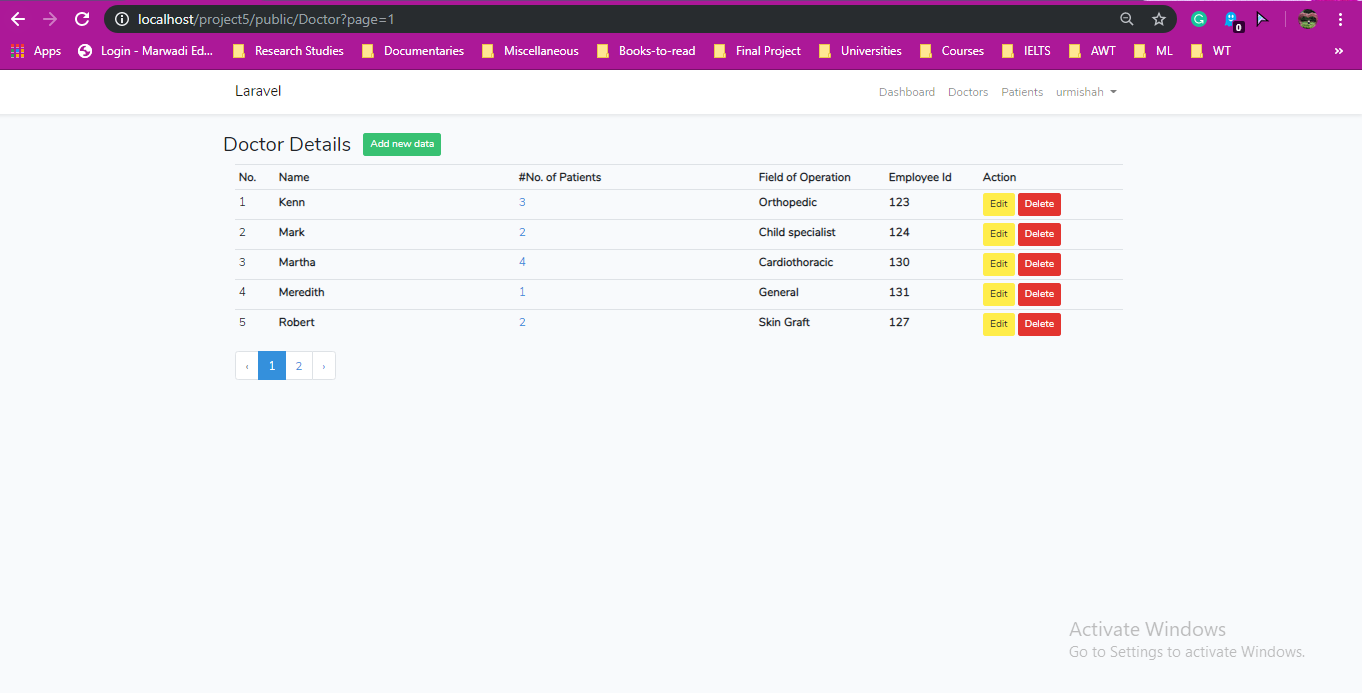 localhost/project5/public/Doctor?page=1
0
Apps Login - Marwadi Ed... Research Studies Documentaries Miscellaneous Books-to-read Final Project Universities Courses IELTS AWT ML WT »
Laravel Dashboard Doctors Patients urmishah
Doctor Details Add new data
No. Name #No. of Patients Field of Operation Employee Id Action
1 Kenn 3 Orthopedic 123 Edit Delete
2 Mark 2 Child specialist 124 Edit Delete
3 Martha 4 Cardiothoracic 130 Edit Delete
4 Meredith 1 General 131 Edit Delete
5 Robert 2 Skin Graft 127 Edit Delete
‹ 1 2 ›
Activate Windows
Go to Settings to activate Windows.